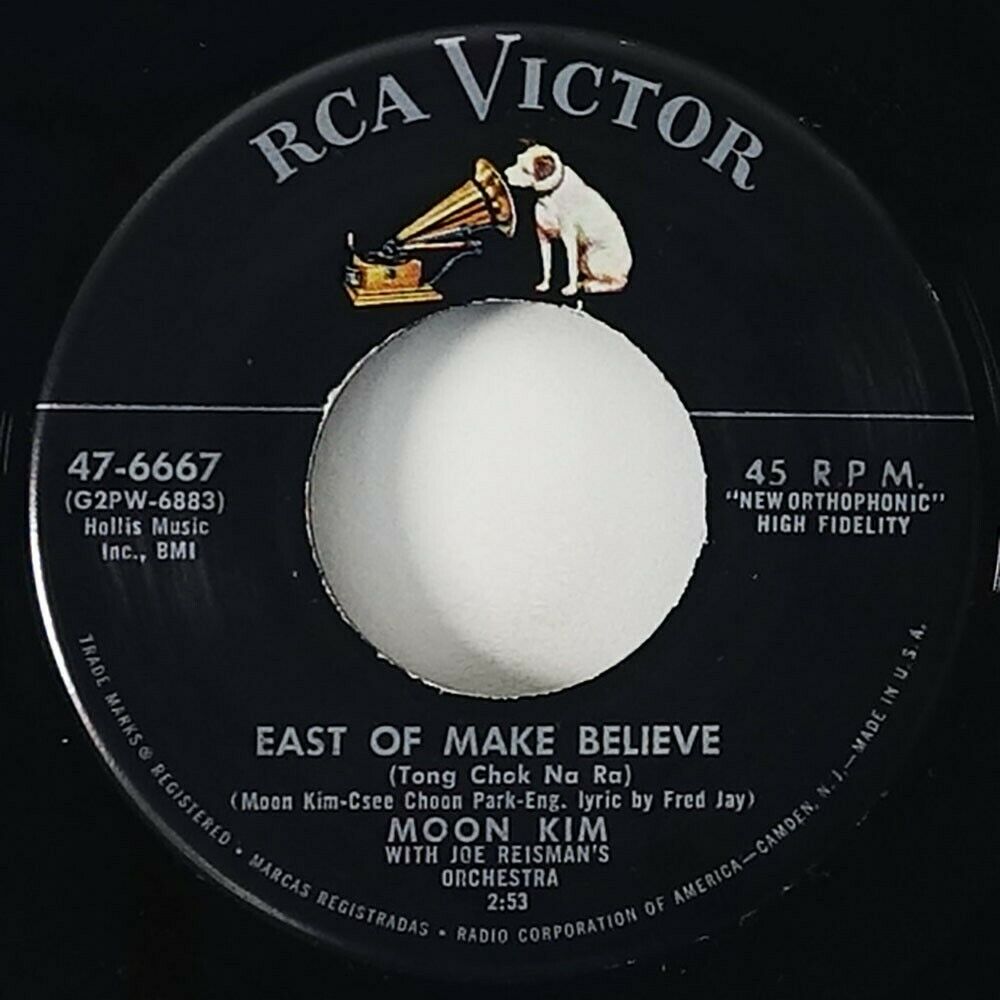 RCA VICTOR
47-6667
(G2PW-6883)
Hollis Music
Inc., BMI
45 R.P.M.
"NEW ORTHOPHONIC"
HIGH FIDELITY
EAST OF MAKE BELIEVE
(Tong Chok Na Ra)
(Moon Kim-Csee Choon Park-Eng. lyric by Fred Jay)
MOON KIM
WITH JOE REISMAN'S
ORCHESTRA
2:53
TRADE MARKS® REGISTERED • MARCAS REGISTRADAS • RADIO CORPORATION OF AMERICA—CAMDEN, N. J.—MADE IN U. S. A.